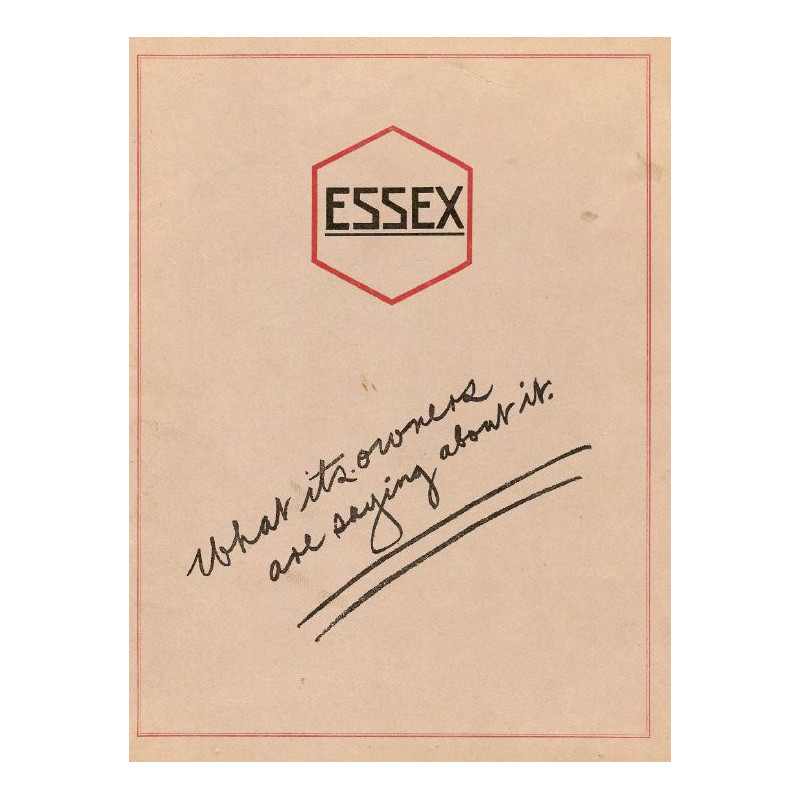 ESSEX
What its owners
are saying about it.